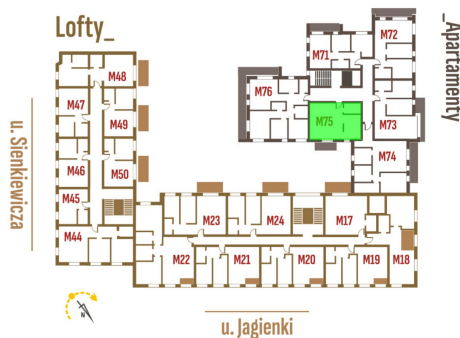 Lofty_
_Apartamenty
M72
M71
M48
M76
M47
M49
M75
M73
M74
M46
M50
M45
M23
M24
M17
M44
M22
M21
M20
M19
M18
u. Sienkiewicza
N
u. Jagienki